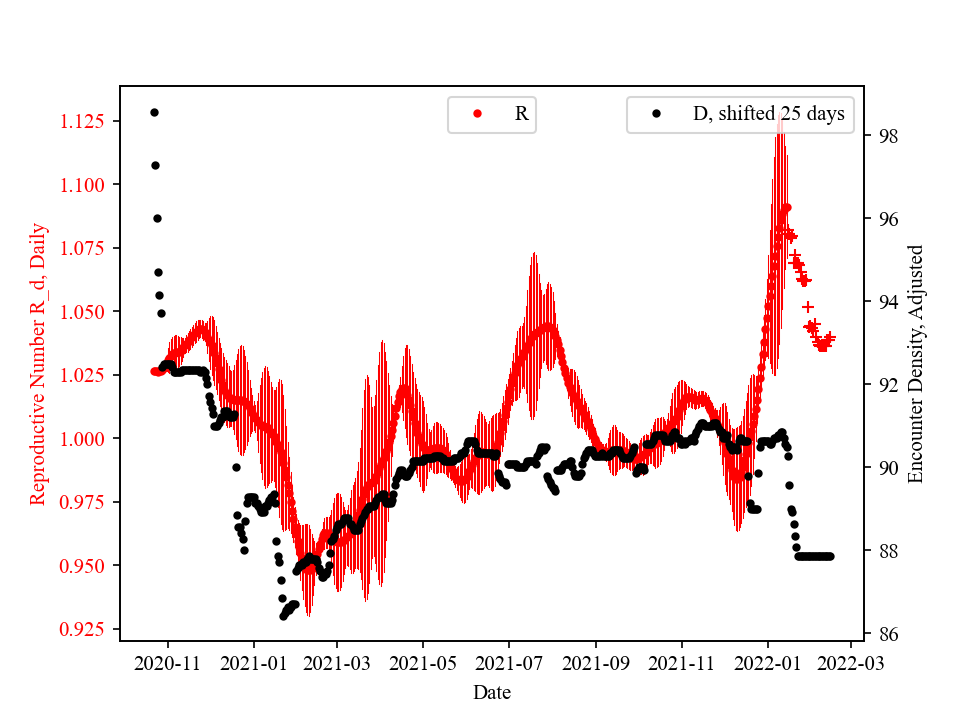 R
D, shifted 25 days
Reproductive Number R_d, Daily
1.125
1.100
1.075
1.050
1.025
1.000
0.975
0.950
0.925
98
96
94
92
90
88
86
Encounter Density, Adjusted
2020-11 2021-01 2021-03 2021-05 2021-07 2021-09 2021-11 2022-01 2022-03
Date